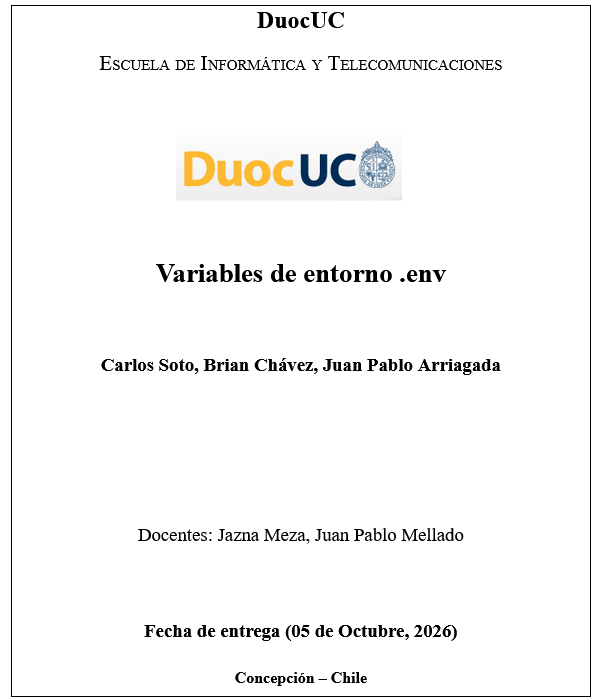 DuocUC
Escuela de Informática y Telecomunicaciones
DuocUC
Variables de entorno .env
Carlos Soto, Brian Chávez, Juan Pablo Arriagada
Docentes: Jazna Meza, Juan Pablo Mellado
Fecha de entrega (05 de Octubre, 2026)
Concepción – Chile